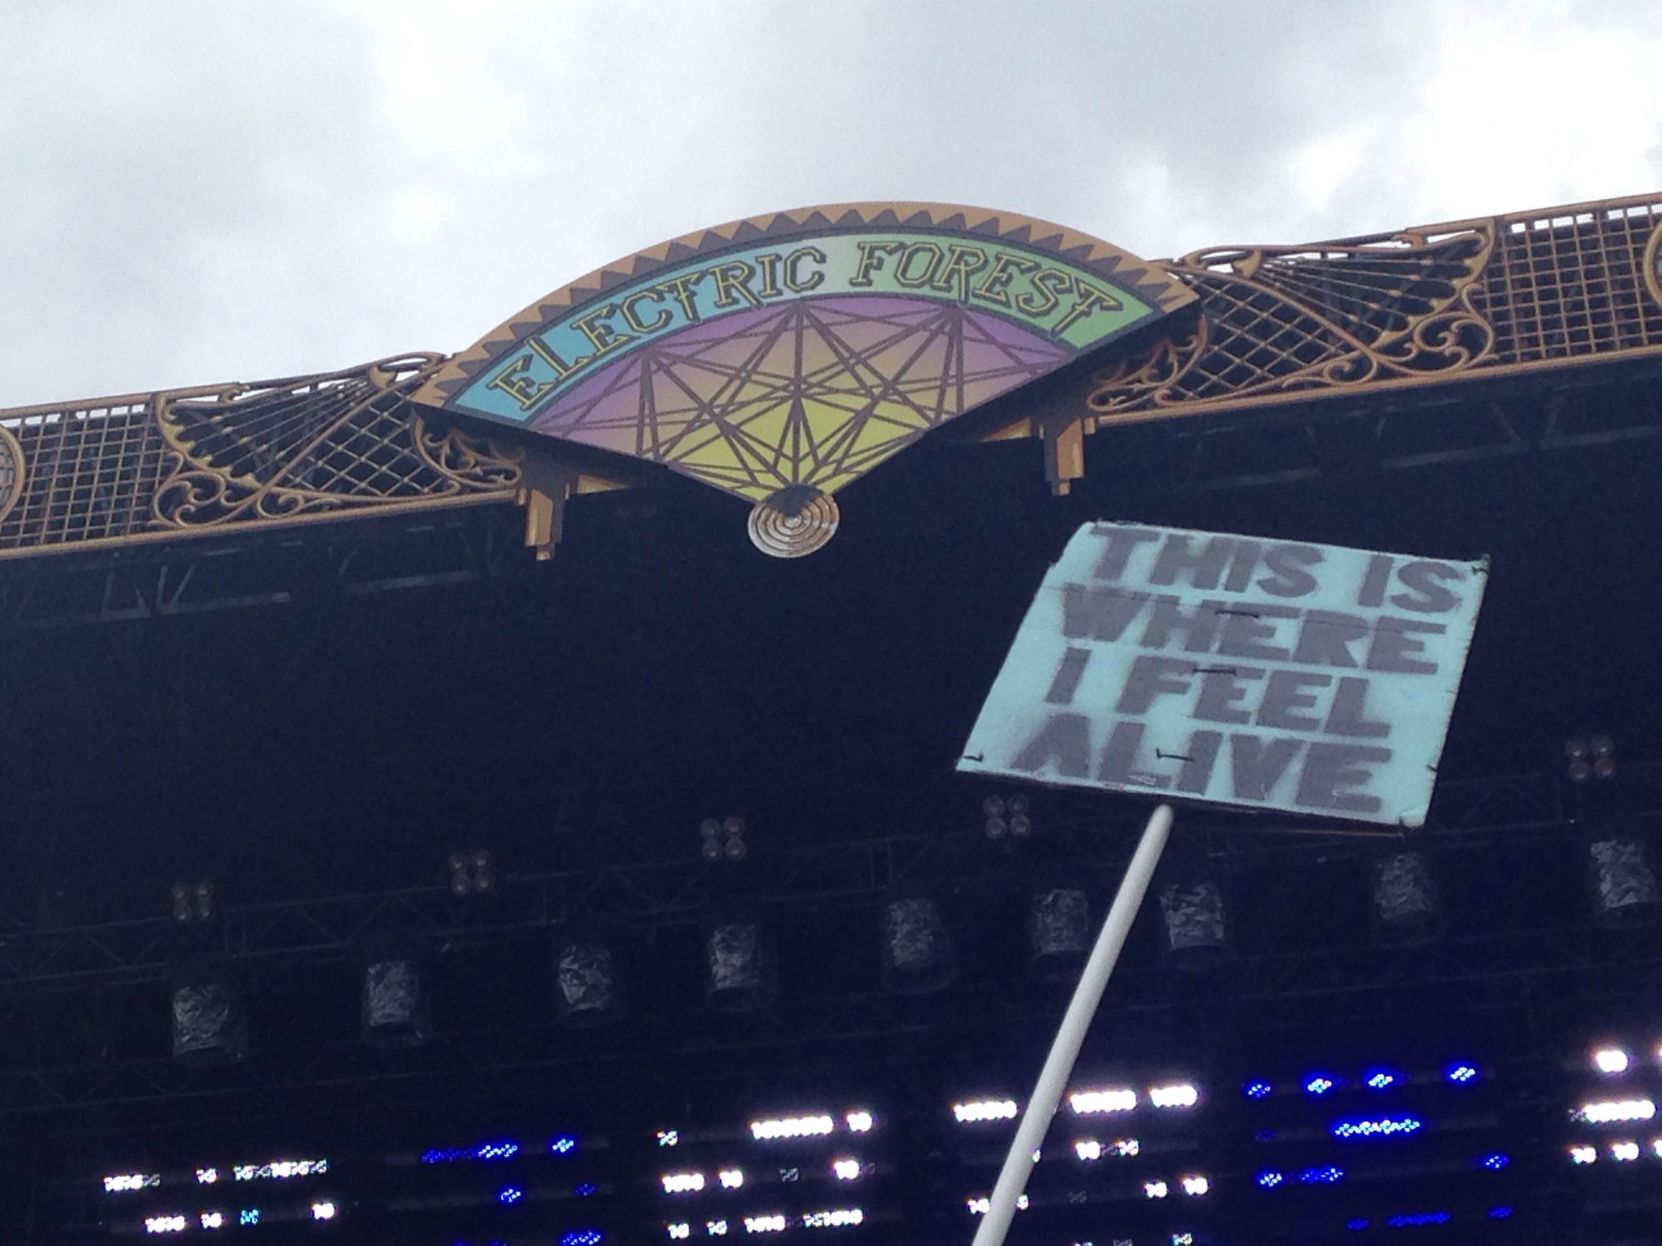 ELECTRIC FOREST
THIS IS
WHERE
I FEEL
ALIVE